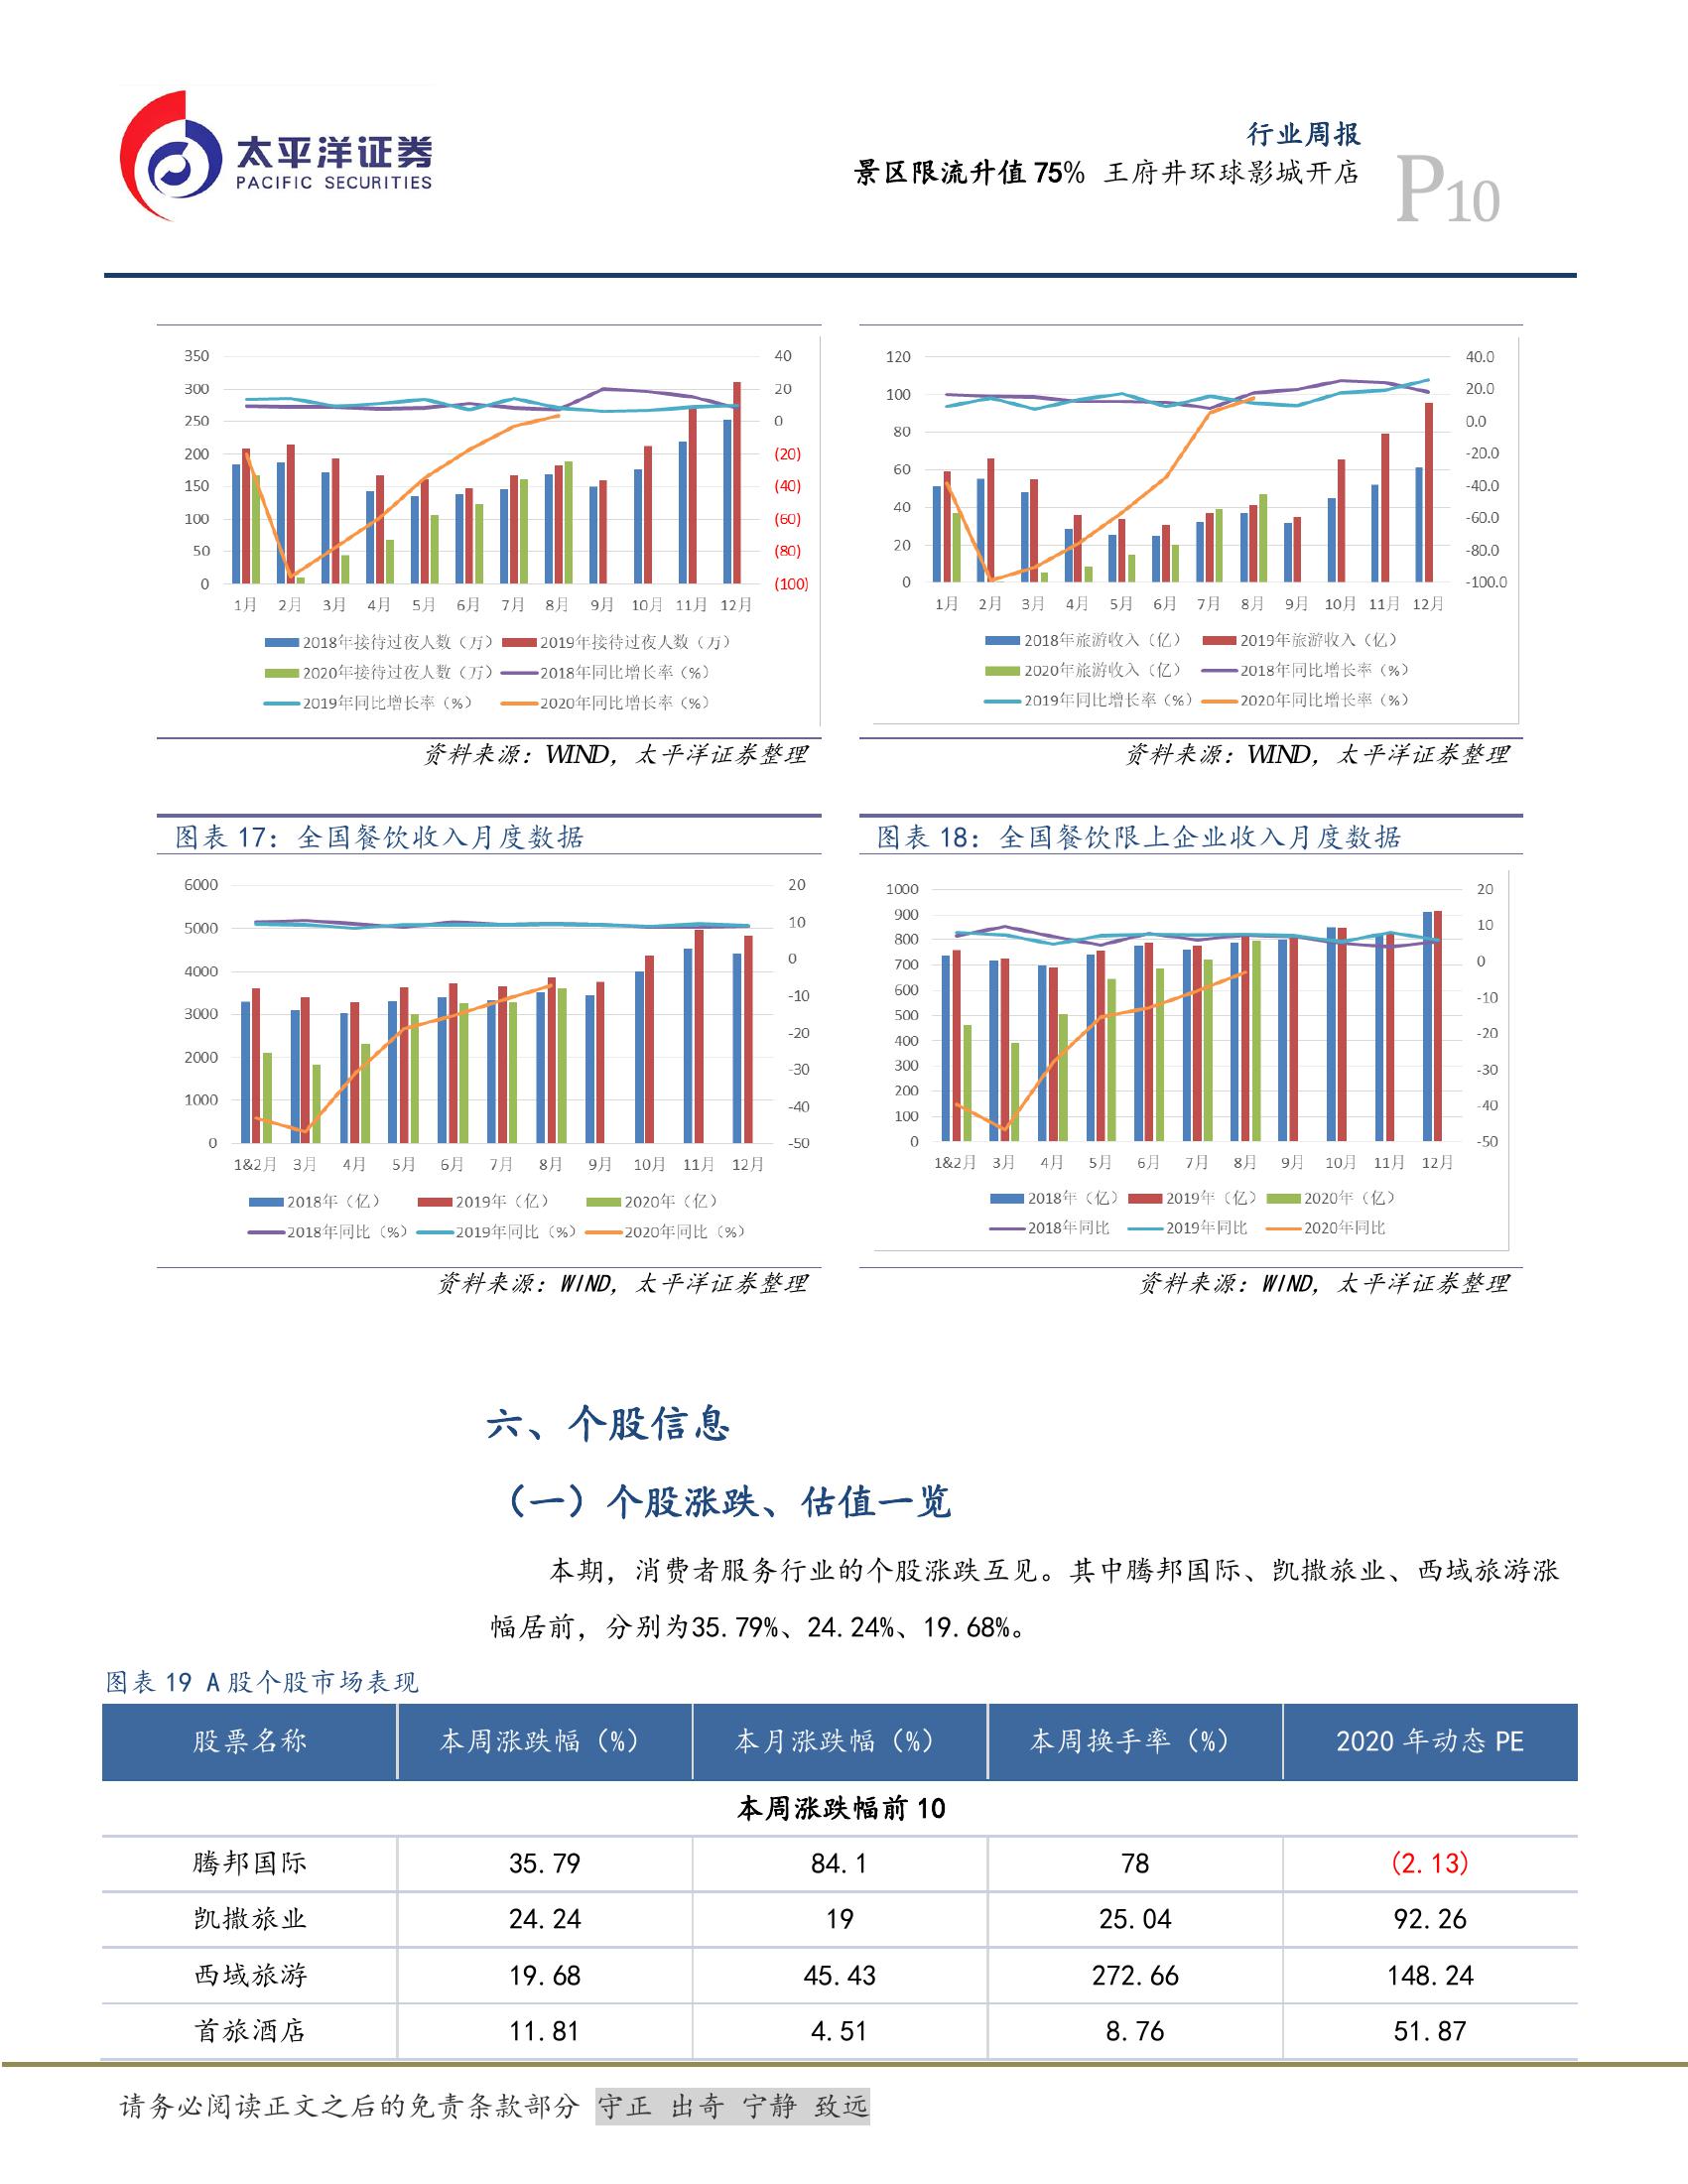 太平洋证券
PACIFIC SECURITIES
行业周报
景区限流升值 75% 王府井环球影城开店
P10
350 300 250 200 150 100 50 0
40 20 0 (20) (40) (60) (80) (100)
1月 2月 3月 4月 5月 6月 7月 8月 9月 10月 11月 12月
2018年接待过夜人数（万） 2019年接待过夜人数（万）
2020年接待过夜人数（万） 2018年同比增长率（%）
2019年同比增长率（%） 2020年同比增长率（%）
资料来源：WIND，太平洋证券整理
120 100 80 60 40 20 0
40.0 20.0 0.0 -20.0 -40.0 -60.0 -80.0 -100.0
1月 2月 3月 4月 5月 6月 7月 8月 9月 10月 11月 12月
2018年旅游收入（亿） 2019年旅游收入（亿）
2020年旅游收入（亿） 2018年同比增长率（%）
2019年同比增长率（%） 2020年同比增长率（%）
资料来源：WIND，太平洋证券整理
图表 17：全国餐饮收入月度数据
6000 5000 4000 3000 2000 1000 0
20 10 0 -10 -20 -30 -40 -50
1&2月 3月 4月 5月 6月 7月 8月 9月 10月 11月 12月
2018年（亿） 2019年（亿） 2020年（亿）
2018年同比（%） 2019年同比（%） 2020年同比（%）
资料来源：WIND，太平洋证券整理
图表 18：全国餐饮限上企业收入月度数据
1000 900 800 700 600 500 400 300 200 100 0
20 10 0 -10 -20 -30 -40 -50
1&2月 3月 4月 5月 6月 7月 8月 9月 10月 11月 12月
2018年（亿） 2019年（亿） 2020年（亿）
2018年同比 2019年同比 2020年同比
资料来源：WIND，太平洋证券整理
六、个股信息
（一）个股涨跌、估值一览
本期，消费者服务行业的个股涨跌互见。其中腾邦国际、凯撒旅业、西域旅游涨
幅居前，分别为35.79%、24.24%、19.68%。
图表 19 A 股个股市场表现
股票名称 本周涨跌幅（%） 本月涨跌幅（%） 本周换手率（%） 2020 年动态 PE
本周涨跌幅前 10
腾邦国际 35.79 84.1 78 (2.13)
凯撒旅业 24.24 19 25.04 92.26
西域旅游 19.68 45.43 272.66 148.24
首旅酒店 11.81 4.51 8.76 51.87
请务必阅读正文之后的免责条款部分 守正 出奇 宁静 致远